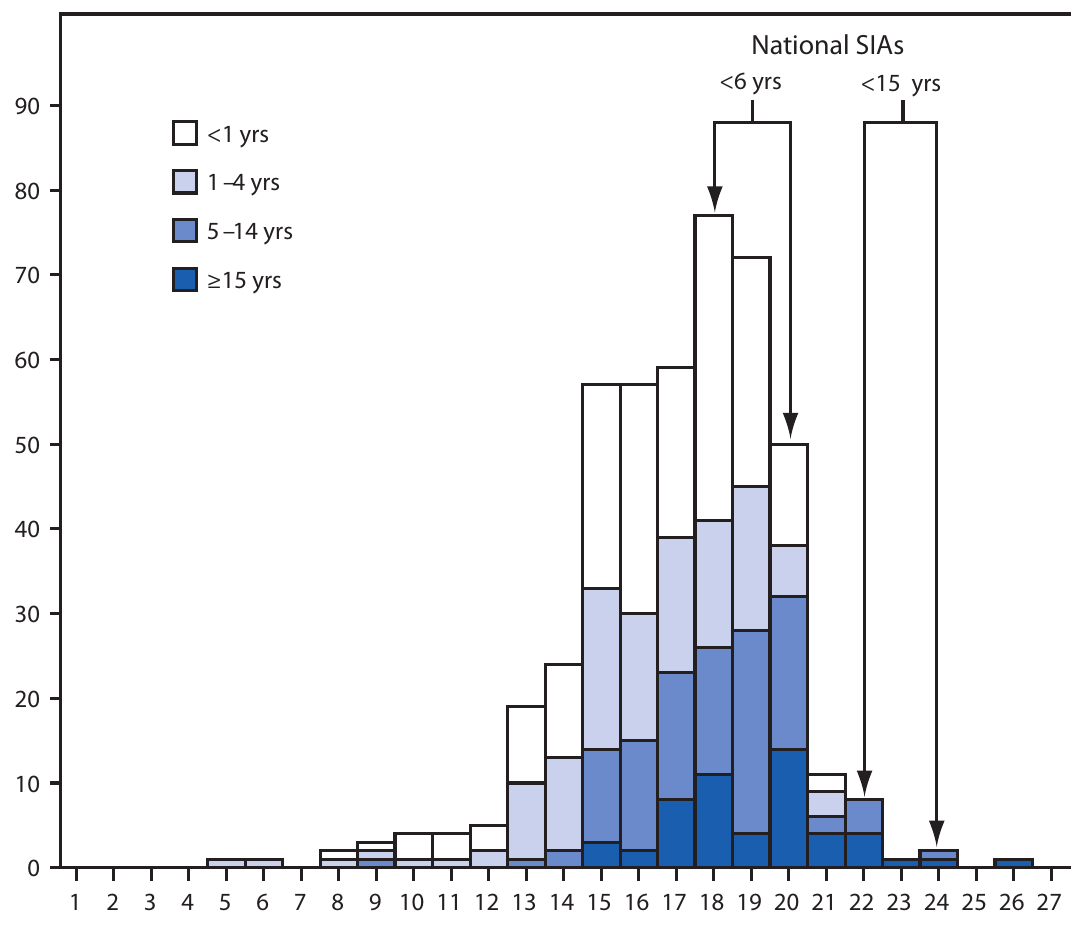 National SIAs
<6 yrs <15 yrs
90
80
70
60
50
40
30
20
10
0
<1 yrs
1–4 yrs
5–14 yrs
≥15 yrs
1 2 3 4 5 6 7 8 9 10 11 12 13 14 15 16 17 18 19 20 21 22 23 24 25 26 27